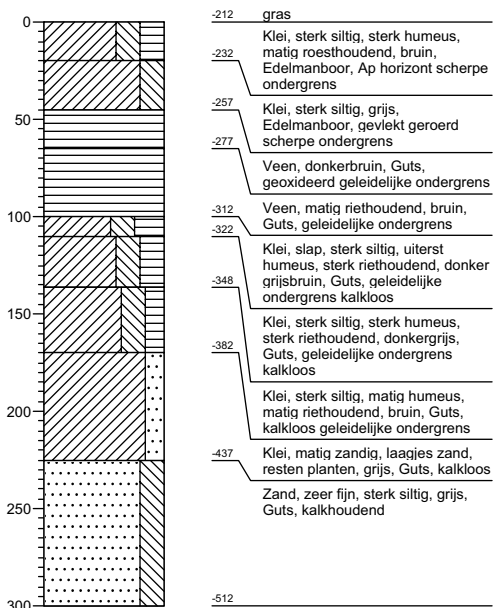 0
50
100
150
200
250
300
-212 gras
Klei, sterk siltig, sterk humeus,
matig roesthoudend, bruin,
Edelmanboor, Ap horizont scherpe
ondergrens
-232
Klei, sterk siltig, grijs,
Edelmanboor, gevlekt geroerd
scherpe ondergrens
-257
Veen, donkerbruin, Guts,
geoxideerd geleidelijke ondergrens
-277
Veen, matig riethoudend, bruin,
Guts, geleidelijke ondergrens
-312
Klei, slap, sterk siltig, uiterst
humeus, sterk riethoudend, donker
grijsbruin, Guts, geleidelijke
ondergrens kalkloos
-322
Klei, sterk siltig, sterk humeus,
sterk riethoudend, donkergrijs,
Guts, geleidelijke ondergrens
kalkloos
-348
Klei, sterk siltig, matig humeus,
matig riethoudend, bruin, Guts,
kalkloos geleidelijke ondergrens
-382
Klei, matig zandig, laagjes zand,
resten planten, grijs, Guts, kalkloos
-437
Zand, zeer fijn, sterk siltig, grijs,
Guts, kalkhoudend
-512